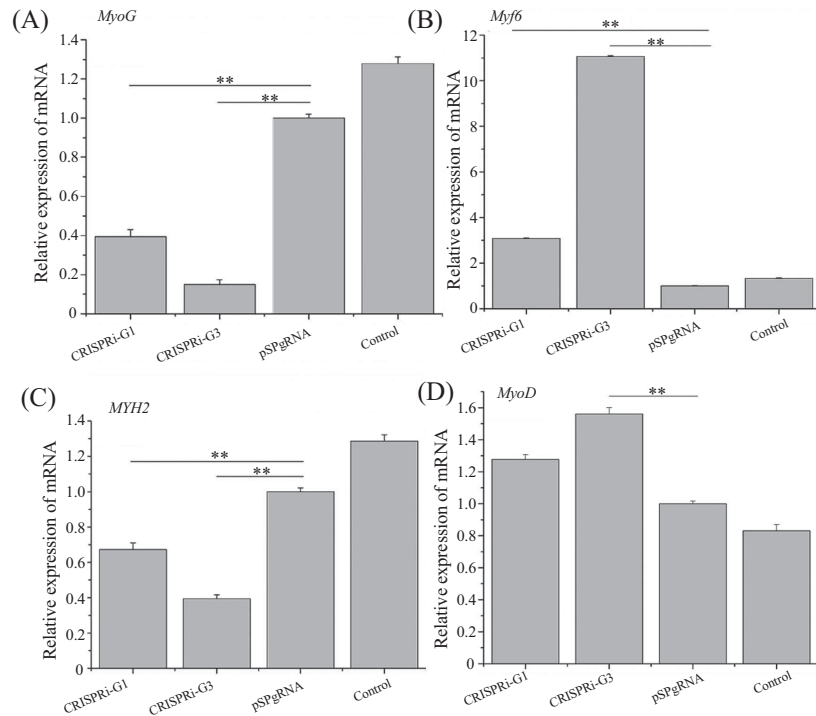 (A)
MyoG
Relative expression of mRNA
1.4
1.2
1.0
0.8
0.6
0.4
0.2
0
**
**
CRISPRi-G1
CRISPRi-G3
pSPgRNA
Control
(B)
Myf6
Relative expression of mRNA
12
10
8
6
4
2
0
**
**
CRISPRi-G1
CRISPRi-G3
pSPgRNA
Control
(C)
MYH2
Relative expression of mRNA
1.4
1.2
1.0
0.8
0.6
0.4
0.2
0
**
**
CRISPRi-G1
CRISPRi-G3
pSPgRNA
Control
(D)
MyoD
Relative expression of mRNA
1.6
1.4
1.2
1.0
0.8
0.6
0.4
0.2
0
**
CRISPRi-G1
CRISPRi-G3
pSPgRNA
Control